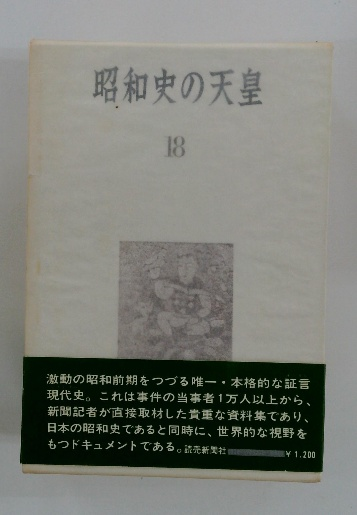 昭和史の天皇
18
激動の昭和前期をつづる唯一・本格的な証言
現代史。これは事件の当事者1万人以上から、
新聞記者が直接取材した貴重な資料集であり、
日本の昭和史であると同時に、世界的な視野を
もつドキュメントである。読売新聞社
¥1,200